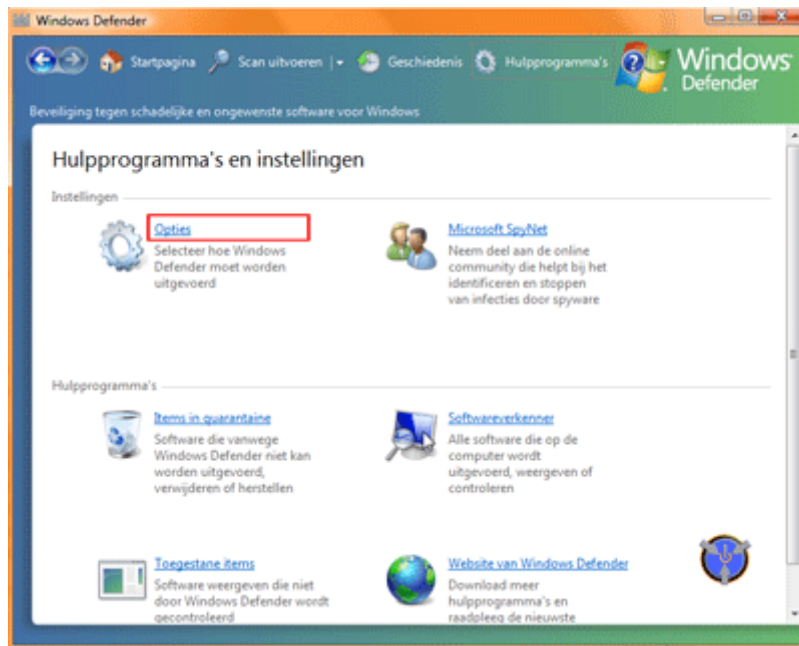 Windows Defender
Startpagina Scan uitvoeren Geschiedenis Hulpprogramma's
Windows
Defender
Beveiliging tegen schadelijke en ongewenste software voor Windows
Hulpprogramma's en instellingen
Instellingen
Opties
Selecteer hoe Windows
Defender moet worden
uitgevoerd
Microsoft SpyNet
Neem deel aan de online
community die helpt bij het
identificeren en stoppen
van infecties door spyware
Hulpprogramma's
Items in quarantaine
Software die vanwege
Windows Defender niet kan
worden uitgevoerd,
verwijderen of herstellen
Softwareverkenner
Alle software die op de
computer wordt
uitgevoerd, weergeven of
controleren
Toegestane items
Software weergeven die niet
door Windows Defender wordt
gecontroleerd
Website van Windows Defender
Download meer
hulpprogramma's en
raadpleeg de nieuwste